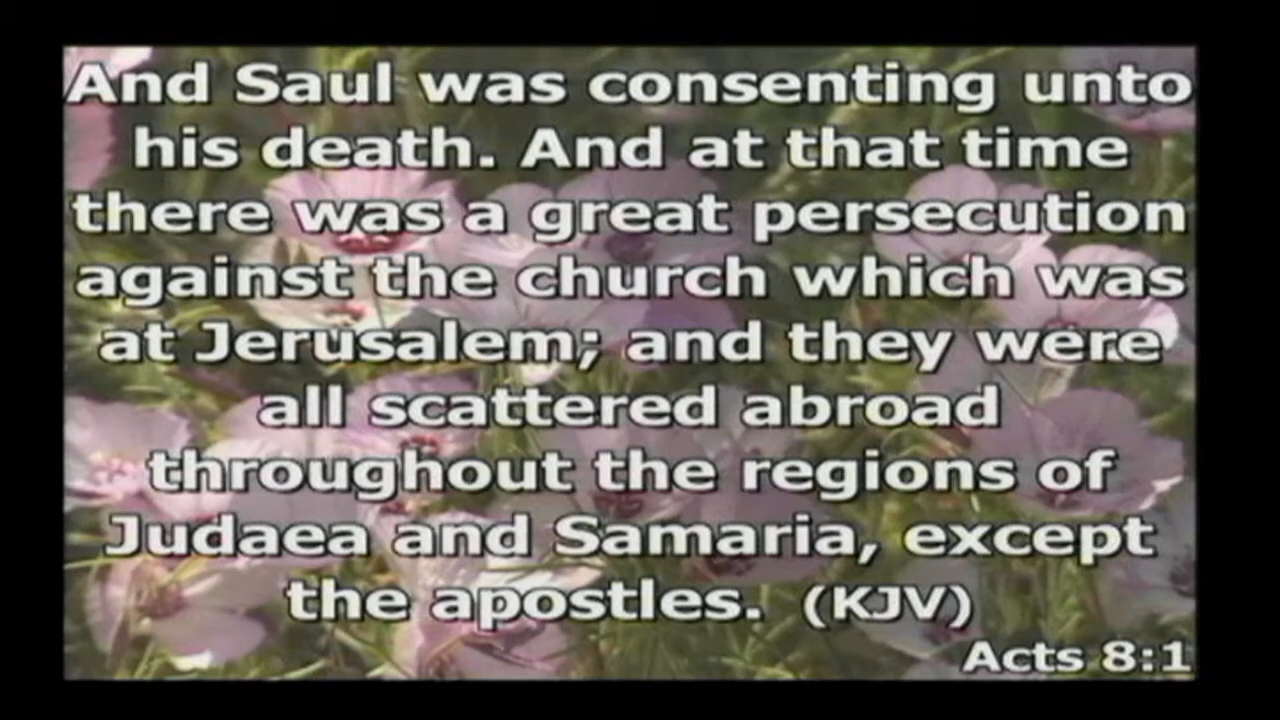 And Saul was consenting unto
his death. And at that time
there was a great persecution
against the church which was
at Jerusalem; and they were
all scattered abroad
throughout the regions of
Judaea and Samaria, except
the apostles. (KJV)
Acts 8:1